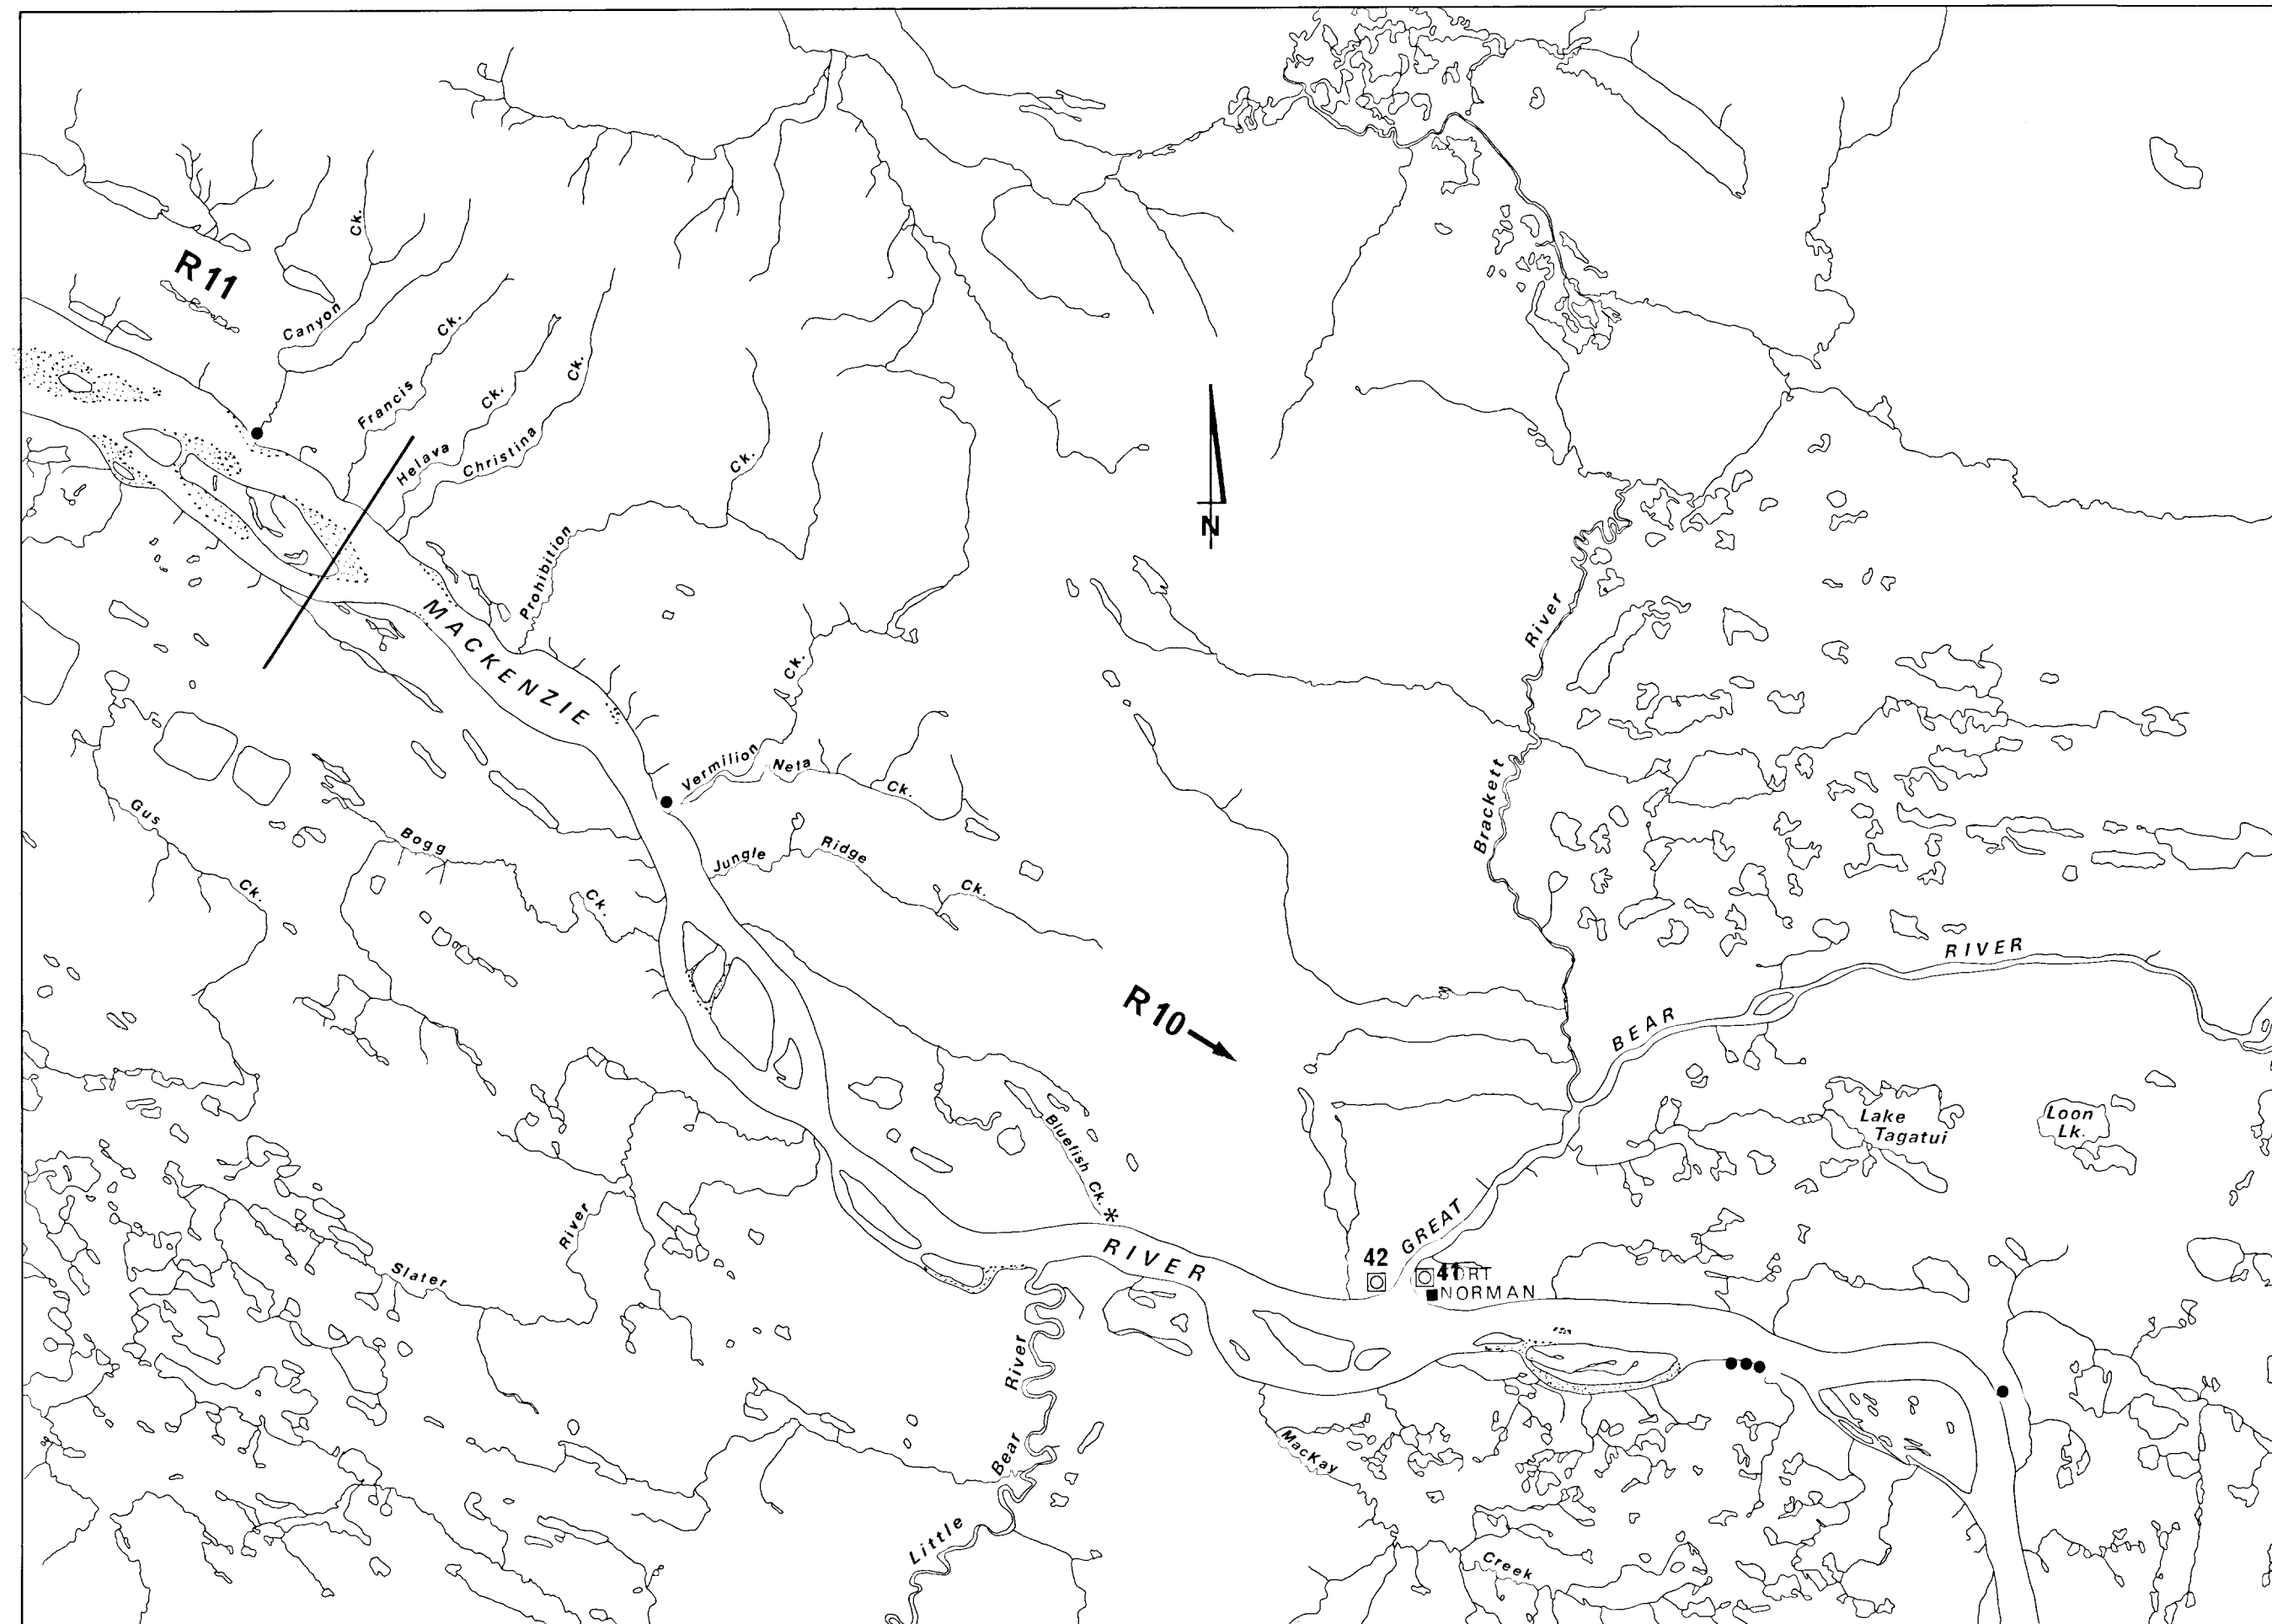 R 11
Canyon Ck.
Francis Ck.
Helava Ck.
Christina Ck.
Prohibition Ck.
N
MACKENZIE
RIVER
Vermilion Ck.
Neta Ck.
Jungle Ridge Ck.
Gus Ck.
Bogg Ck.
Brackett River
R 10
GREAT BEAR RIVER
Lake
Tagatui
Loon
Lk.
Bluefish Ck.
*
Slater River
42
41
FORT
NORMAN
Little Bear River
MacKay Creek